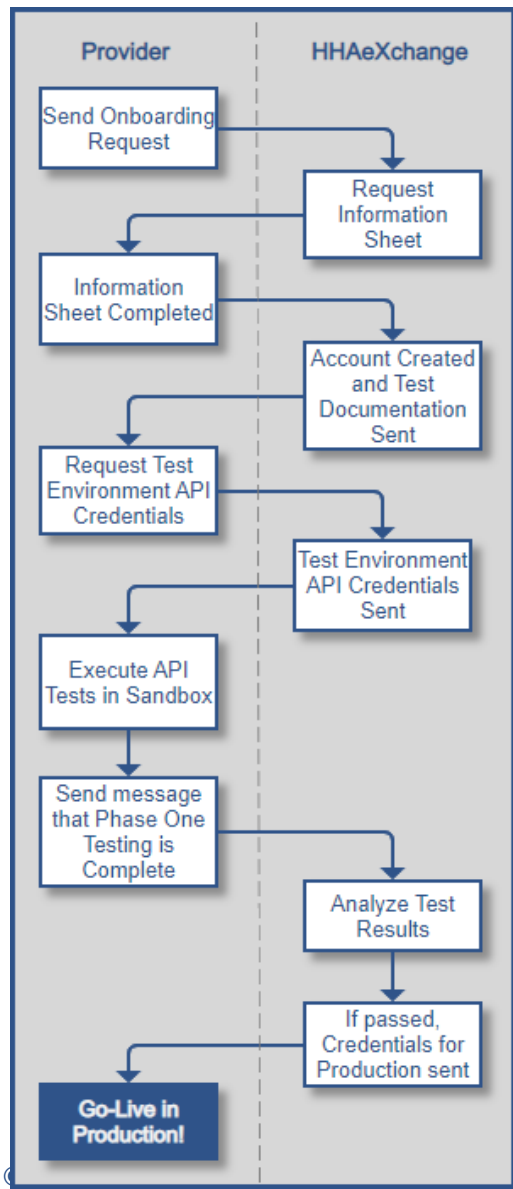 Provider
HHAeXchange
Send Onboarding
Request
Request
Information
Sheet
Information
Sheet Completed
Account Created
and Test
Documentation
Sent
Request Test
Environment API
Credentials
Test Environment
API Credentials
Sent
Execute API
Tests in Sandbox
Send message
that Phase One
Testing is
Complete
Analyze Test
Results
If passed,
Credentials for
Production sent
Go-Live in
Production!